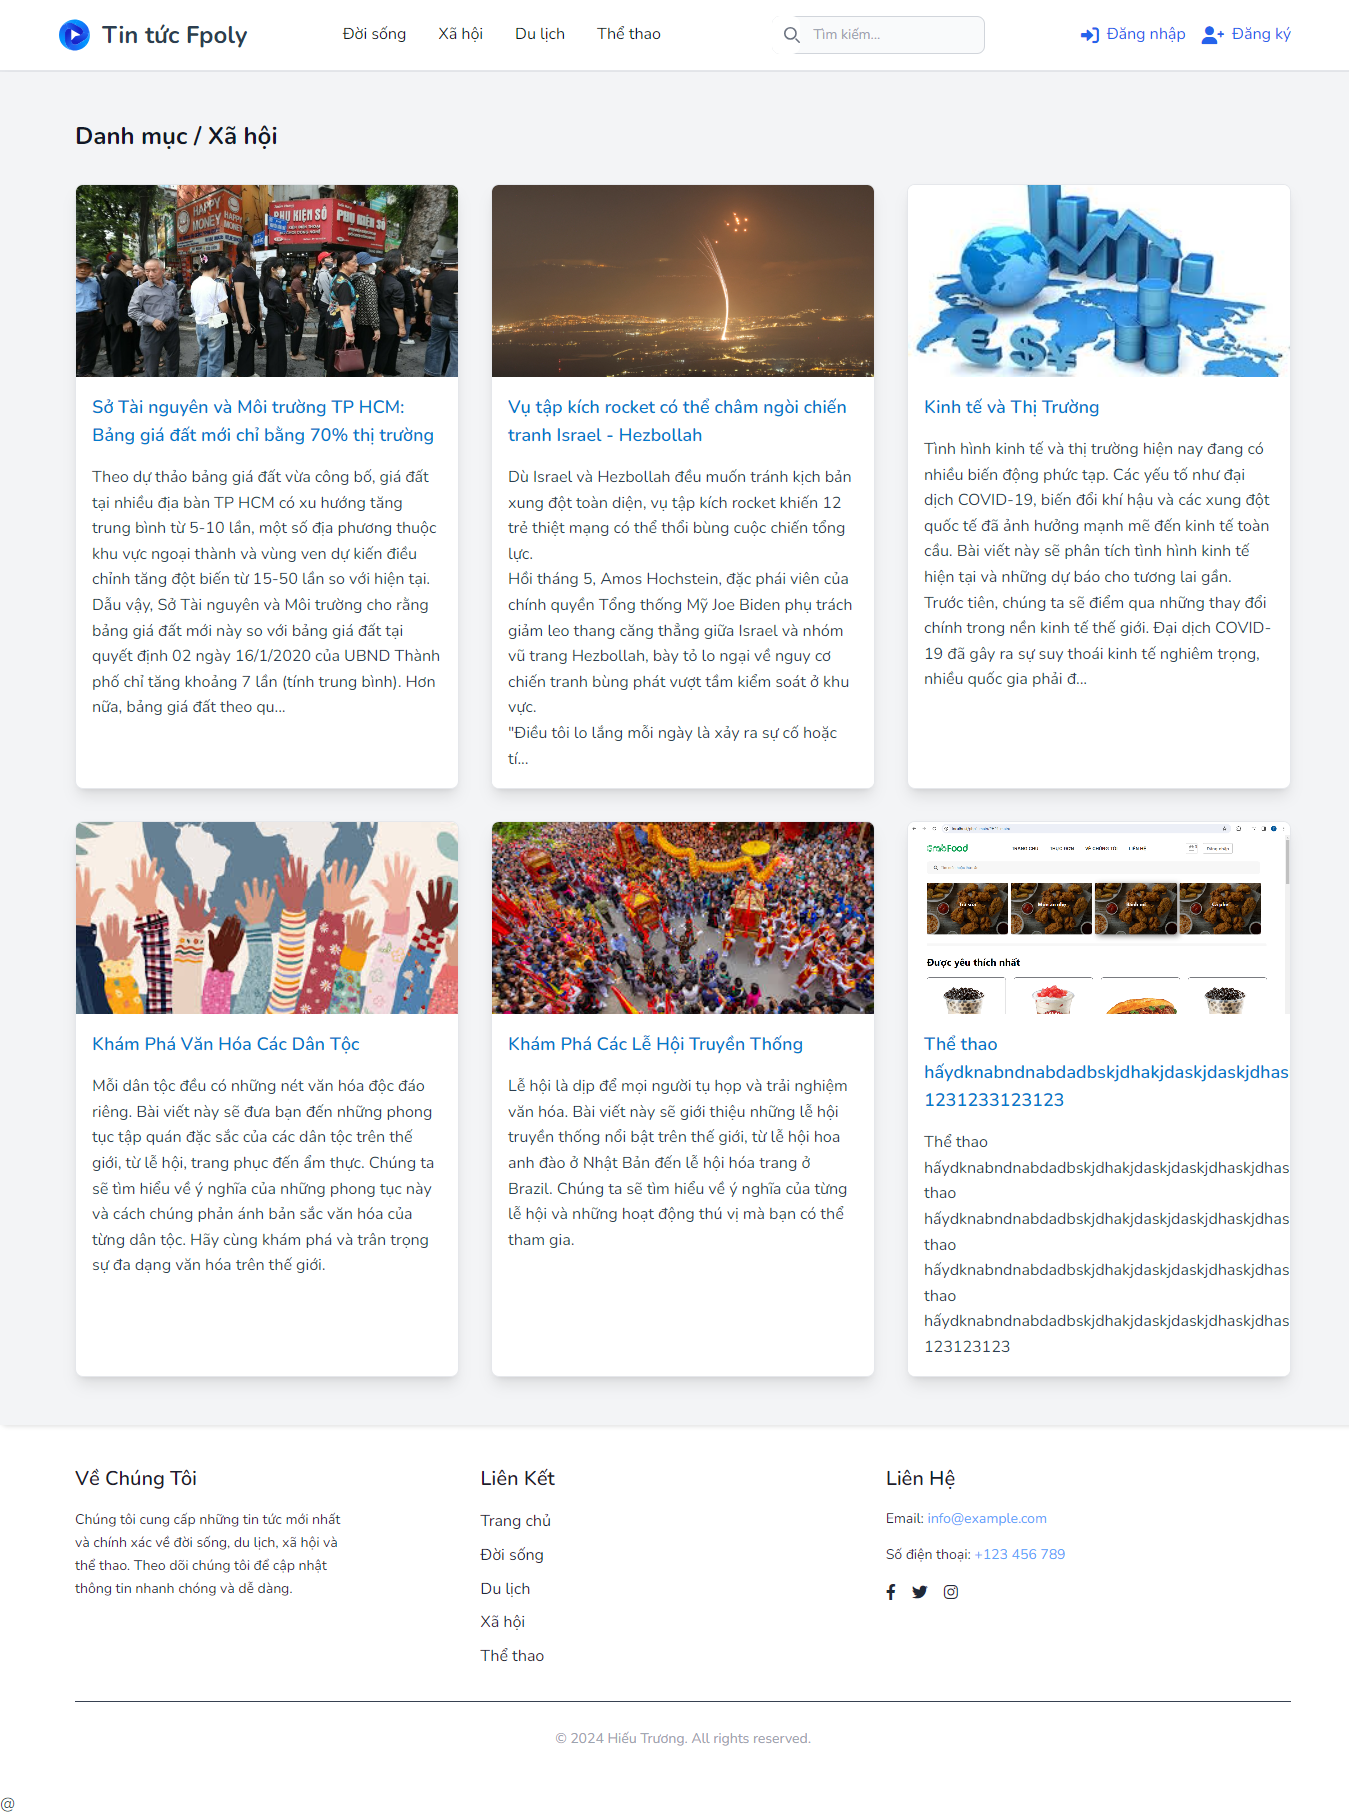 Tin tức Fpoly
Đời sống
Xã hội
Du lịch
Thể thao
Tìm kiếm...
Đăng nhập
Đăng ký
Danh mục / Xã hội
HAPPY
MONEY
PHỤ KIỆN SỐ
PHỤ KIỆN SỐ
Sở Tài nguyên và Môi trường TP HCM:
Bảng giá đất mới chỉ bằng 70% thị trường
Theo dự thảo bảng giá đất vừa công bố, giá đất
tại nhiều địa bàn TP HCM có xu hướng tăng
trung bình từ 5-10 lần, một số địa phương thuộc
khu vực ngoại thành và vùng ven dự kiến điều
chỉnh tăng đột biến từ 15-50 lần so với hiện tại.
Dẫu vậy, Sở Tài nguyên và Môi trường cho rằng
bảng giá đất mới này so với bảng giá đất tại
quyết định 02 ngày 16/1/2020 của UBND Thành
phố chỉ tăng khoảng 7 lần (tính trung bình). Hơn
nữa, bảng giá đất theo qu...
Vụ tập kích rocket có thể châm ngòi chiến
tranh Israel - Hezbollah
Dù Israel và Hezbollah đều muốn tránh kịch bản
xung đột toàn diện, vụ tập kích rocket khiến 12
trẻ thiệt mạng có thể thổi bùng cuộc chiến tổng
lực.
Hồi tháng 5, Amos Hochstein, đặc phái viên của
chính quyền Tổng thống Mỹ Joe Biden phụ trách
giảm leo thang căng thẳng giữa Israel và nhóm
vũ trang Hezbollah, bày tỏ lo ngại về nguy cơ
chiến tranh bùng phát vượt tầm kiểm soát ở khu
vực.
"Điều tôi lo lắng mỗi ngày là xảy ra sự cố hoặc
tí...
Kinh tế và Thị Trường
Tình hình kinh tế và thị trường hiện nay đang có
nhiều biến động phức tạp. Các yếu tố như đại
dịch COVID-19, biến đổi khí hậu và các xung đột
quốc tế đã ảnh hưởng mạnh mẽ đến kinh tế toàn
cầu. Bài viết này sẽ phân tích tình hình kinh tế
hiện tại và những dự báo cho tương lai gần.
Trước tiên, chúng ta sẽ điểm qua những thay đổi
chính trong nền kinh tế thế giới. Đại dịch COVID-
19 đã gây ra sự suy thoái kinh tế nghiêm trọng,
nhiều quốc gia phải đ...
Khám Phá Văn Hóa Các Dân Tộc
Mỗi dân tộc đều có những nét văn hóa độc đáo
riêng. Bài viết này sẽ đưa bạn đến những phong
tục tập quán đặc sắc của các dân tộc trên thế
giới, từ lễ hội, trang phục đến ẩm thực. Chúng ta
sẽ tìm hiểu về ý nghĩa của những phong tục này
và cách chúng phản ánh bản sắc văn hóa của
từng dân tộc. Hãy cùng khám phá và trân trọng
sự đa dạng văn hóa trên thế giới.
Khám Phá Các Lễ Hội Truyền Thống
Lễ hội là dịp để mọi người tụ họp và trải nghiệm
văn hóa. Bài viết này sẽ giới thiệu những lễ hội
truyền thống nổi bật trên thế giới, từ lễ hội hoa
anh đào ở Nhật Bản đến lễ hội hóa trang ở
Brazil. Chúng ta sẽ tìm hiểu về ý nghĩa của từng
lễ hội và những hoạt động thú vị mà bạn có thể
tham gia.
Food
TRANG CHỦ
THỰC ĐƠN
VỀ CHÚNG TÔI
LIÊN HỆ
Đăng nhập
Được yêu thích nhất
Thể thao
hấydknabndnabdadbskjdhakjdaskjdaskjdhas
1231233123123
Thể thao
hấydknabndnabdadbskjdhakjdaskjdaskjdhaskjdhas
thao
hấydknabndnabdadbskjdhakjdaskjdaskjdhaskjdhas
thao
hấydknabndnabdadbskjdhakjdaskjdaskjdhaskjdhas
thao
hấydknabndnabdadbskjdhakjdaskjdaskjdhaskjdhas
123123123
Về Chúng Tôi
Chúng tôi cung cấp những tin tức mới nhất
và chính xác về đời sống, du lịch, xã hội và
thể thao. Theo dõi chúng tôi để cập nhật
thông tin nhanh chóng và dễ dàng.
Liên Kết
Trang chủ
Đời sống
Du lịch
Xã hội
Thể thao
Liên Hệ
Email: info@example.com
Số điện thoại: +123 456 789
© 2024 Hiếu Trương. All rights reserved.
@